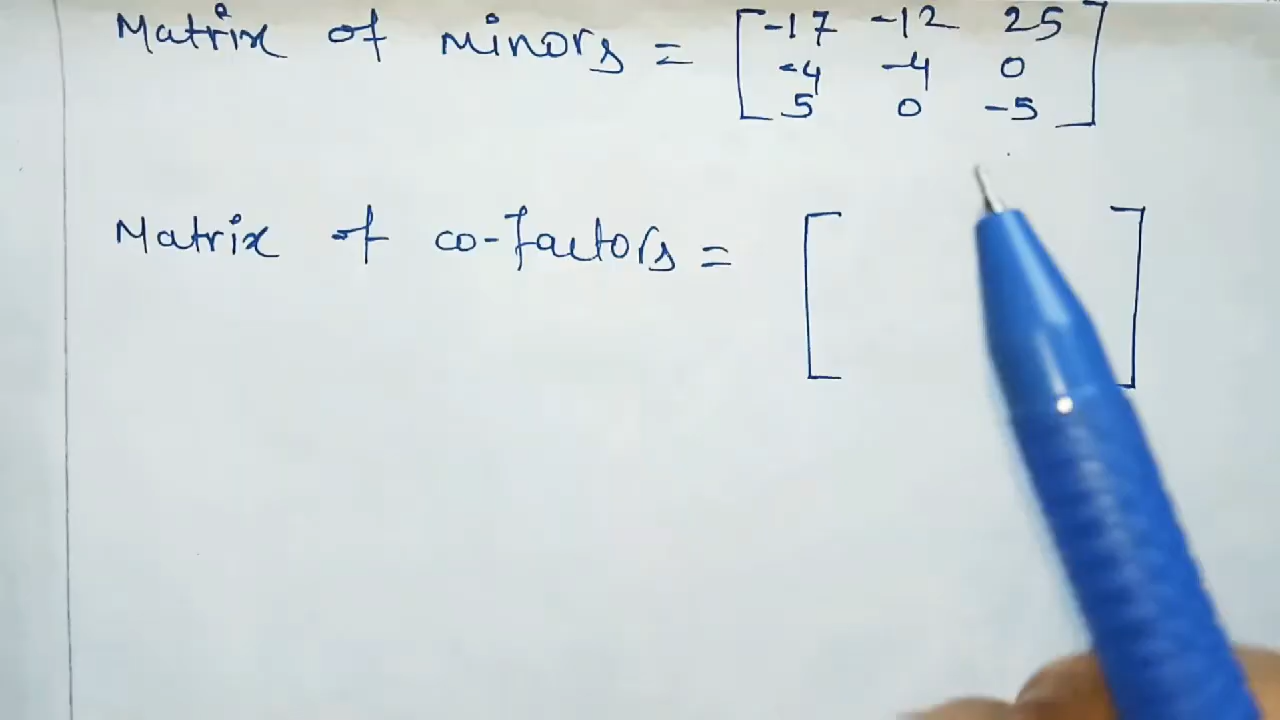 Matrix of minors = [-17 -12 25
-4 -4 0
5 0 -5]
Matrix of co-factors = [ ]